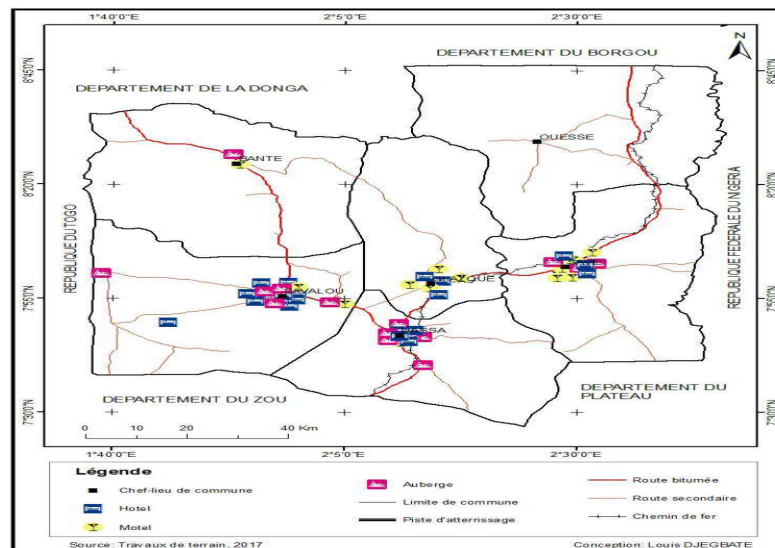 1°40'0"E 2°5'0"E 2°30'0"E
DEPARTEMENT DU BORGOU
N
DEPARTEMENT DE LA DONGA
OUESSE
BANTE
REPUBLIQUE DU TOGO
REPUBLIQUE FEDERALE DU NIGERIA
SAVALOU
DEPARTEMENT DU ZOU
DEPARTEMENT DU
PLATEAU
0 10 20 40 Km
1°40'0"E 2°5'0"E 2°30'0"E
Légende
Chef-lieu de commune
Hotel
Motel
Auberge
Limite de commune
Piste d'atterrissage
Route bitumée
Route secondaire
Chemin de fer
Source: Travaux de terrain, 2017
Conception: Louis DJEGBATE